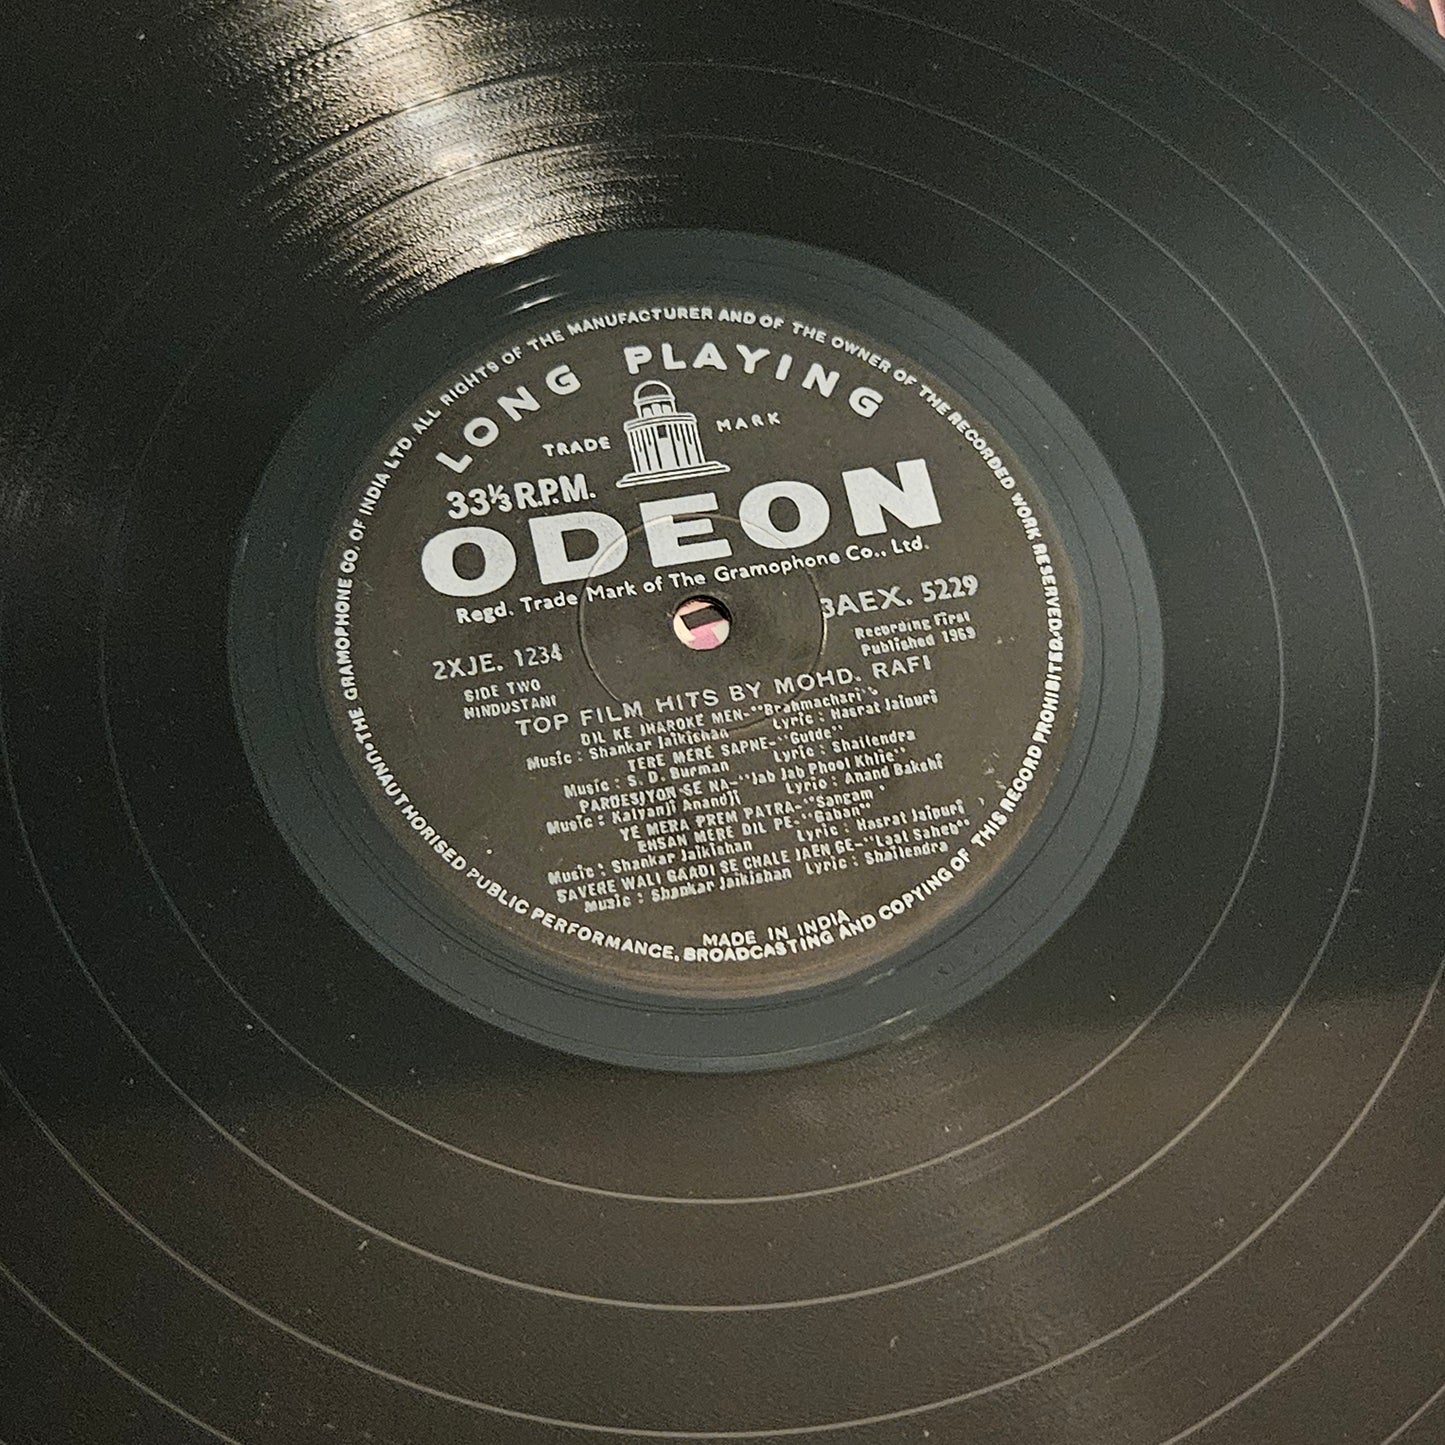 THE GRAMOPHONE CO. OF INDIA LTD ALL RIGHTS OF THE MANUFACTURER AND OF THE OWNER OF THE RECORDED WORK RESERVED
UNAUTHORISED PUBLIC PERFORMANCE, BROADCASTING AND COPYING OF THIS RECORD PROHIBITED
LONG PLAYING
TRADE MARK
33⅓ R.P.M.
ODEON
Regd. Trade Mark of The Gramophone Co., Ltd.
3AEX. 5229
2XJE. 1234
Recording First
Published 1969
SIDE TWO
HINDUSTANI
TOP FILM HITS BY MOHD. RAFI
DIL KE JHAROKE MEN-"Brahmachari"
Music : Shankar Jaikishan Lyric : Hasrat Jaipuri
TERE MERE SAPNE-"Guide"
Music : S. D. Burman Lyric : Shailendra
PARDESIYON SE NA-"Jab Jab Phool Khile"
Music : Kalyanji Anandji Lyric : Anand Bakshi
YE MERA PREM PATRA-"Sangam"
EHSAN MERE DIL PE-"Gaban"
Music : Shankar Jaikishan Lyric : Hasrat Jaipuri
SAVERE WALI GAADI SE CHALE JAEN GE-"Laat Saheb"
Music : Shankar Jaikishan Lyric : Shailendra
MADE IN INDIA